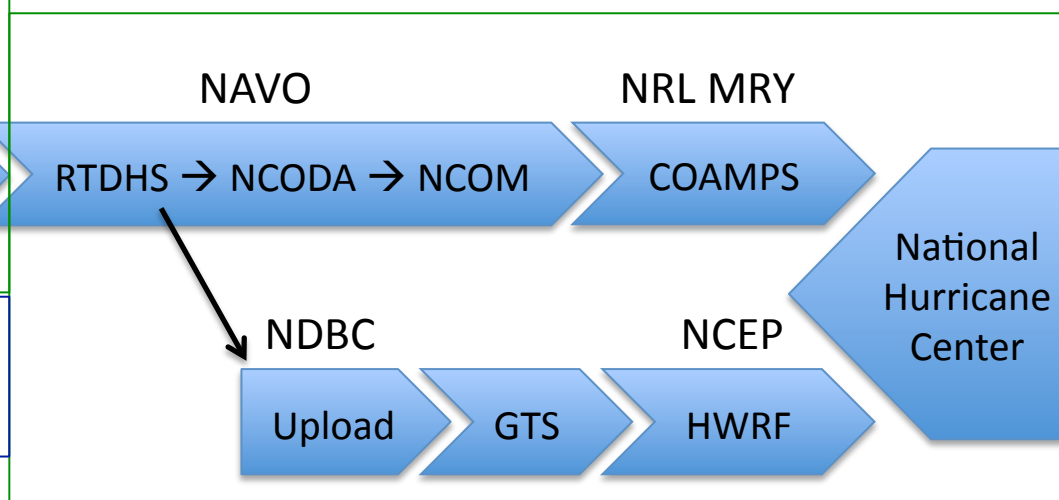 NAVO
NRL MRY
RTDHS → NCODA → NCOM
COAMPS
National
Hurricane
Center
NDBC
NCEP
Upload
GTS
HWRF